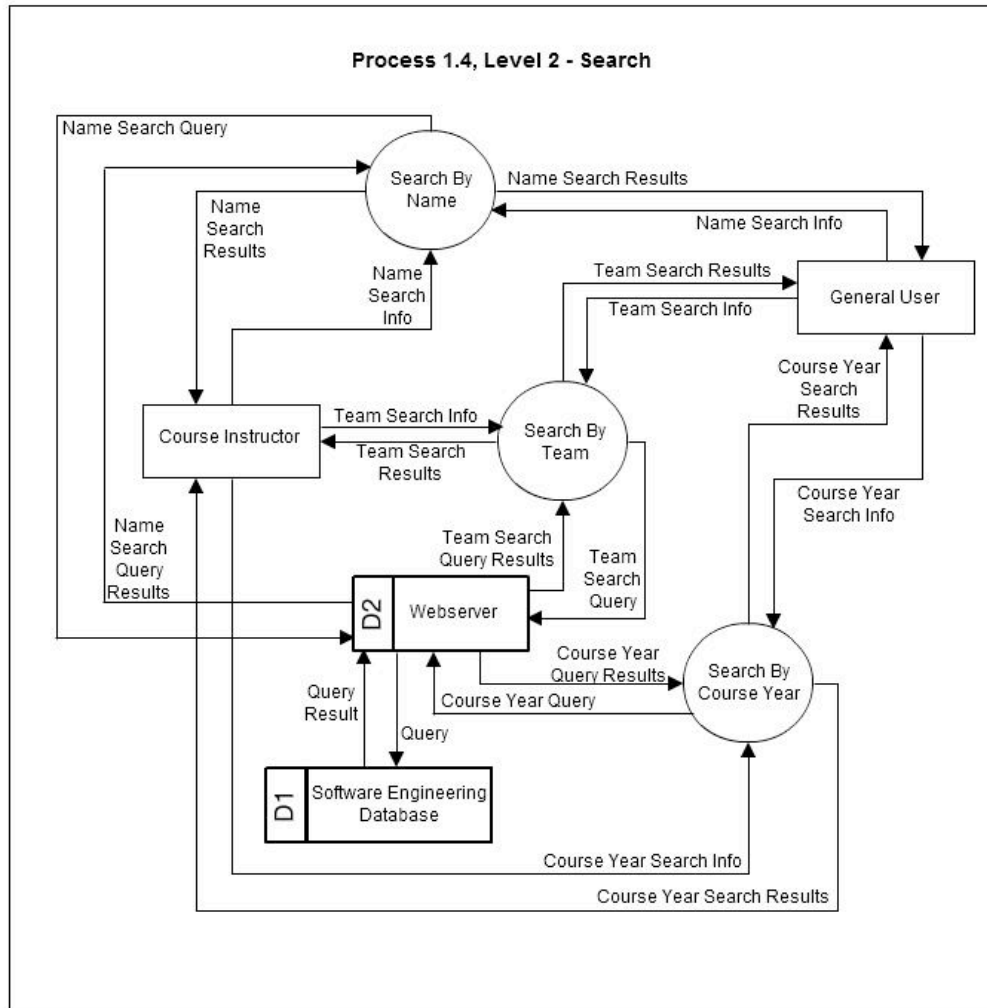 Process 1.4, Level 2 - Search
Name Search Query
Search By
Name
Name Search Results
Name
Search
Results
Name Search Info
Name
Search
Info
Team Search Results
General User
Team Search Info
Course Year
Search
Results
Course Instructor
Team Search Info
Team Search
Results
Search By
Team
Course Year
Search Info
Name
Search
Query
Results
Team Search
Query Results
Team
Search
Query
D2
Webserver
Course Year
Query Results
Search By
Course Year
Query
Result
Course Year Query
Query
D1
Software Engineering
Database
Course Year Search Info
Course Year Search Results